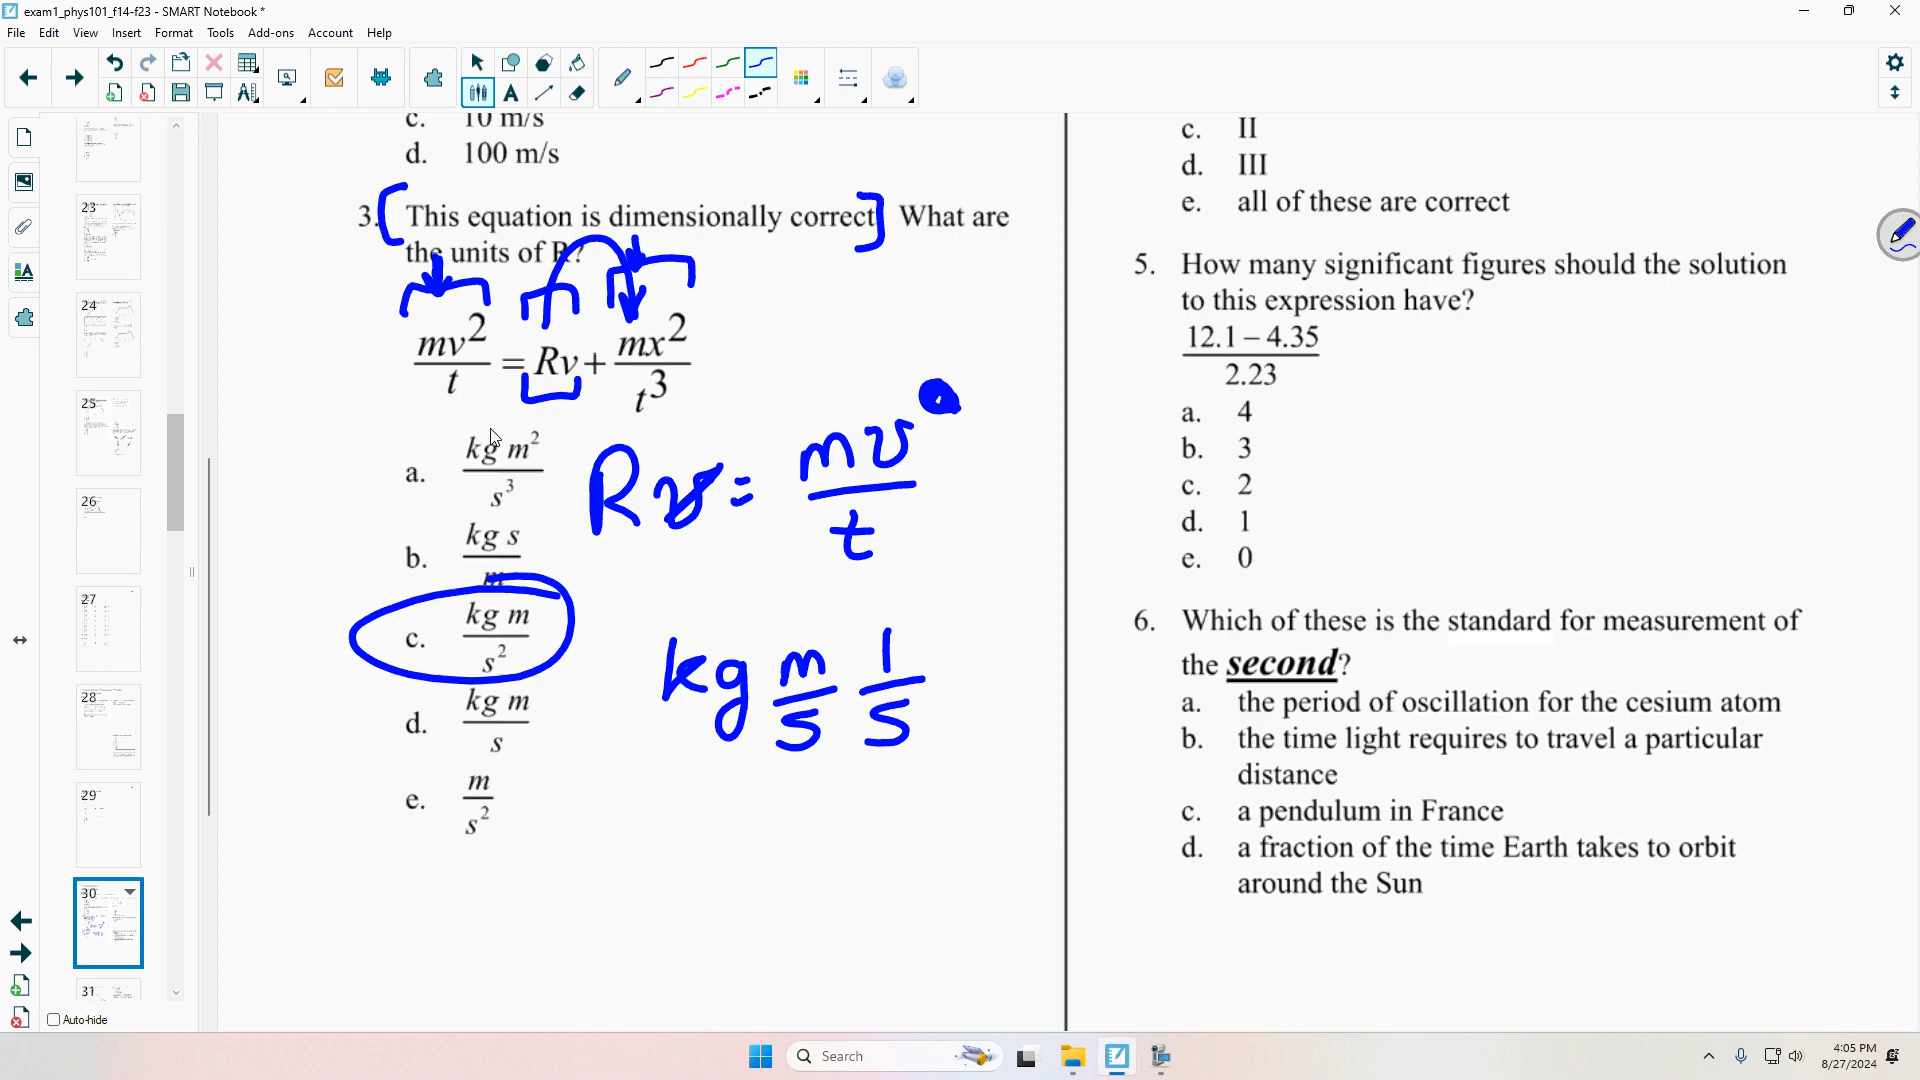 exam1_phys101_f14-f23 - SMART Notebook *
File Edit View Insert Format Tools Add-ons Account Help
23
24
25
26
27
28
29
30
31
Auto-hide
c. 10 m/s
d. 100 m/s
3. [This equation is dimensionally correct] What are
the units of R?
mv²/t = Rv + mx²/t³
a. kg m²/s³
b. kg s/m
c. kg m/s²
d. kg m/s
e. m/s²
Rv = mv/t
kg m/s 1/s
c. II
d. III
e. all of these are correct
5. How many significant figures should the solution
to this expression have?
12.1 – 4.35
2.23
a. 4
b. 3
c. 2
d. 1
e. 0
6. Which of these is the standard for measurement of
the second?
a. the period of oscillation for the cesium atom
b. the time light requires to travel a particular
distance
c. a pendulum in France
d. a fraction of the time Earth takes to orbit
around the Sun
Search
4:05 PM
8/27/2024